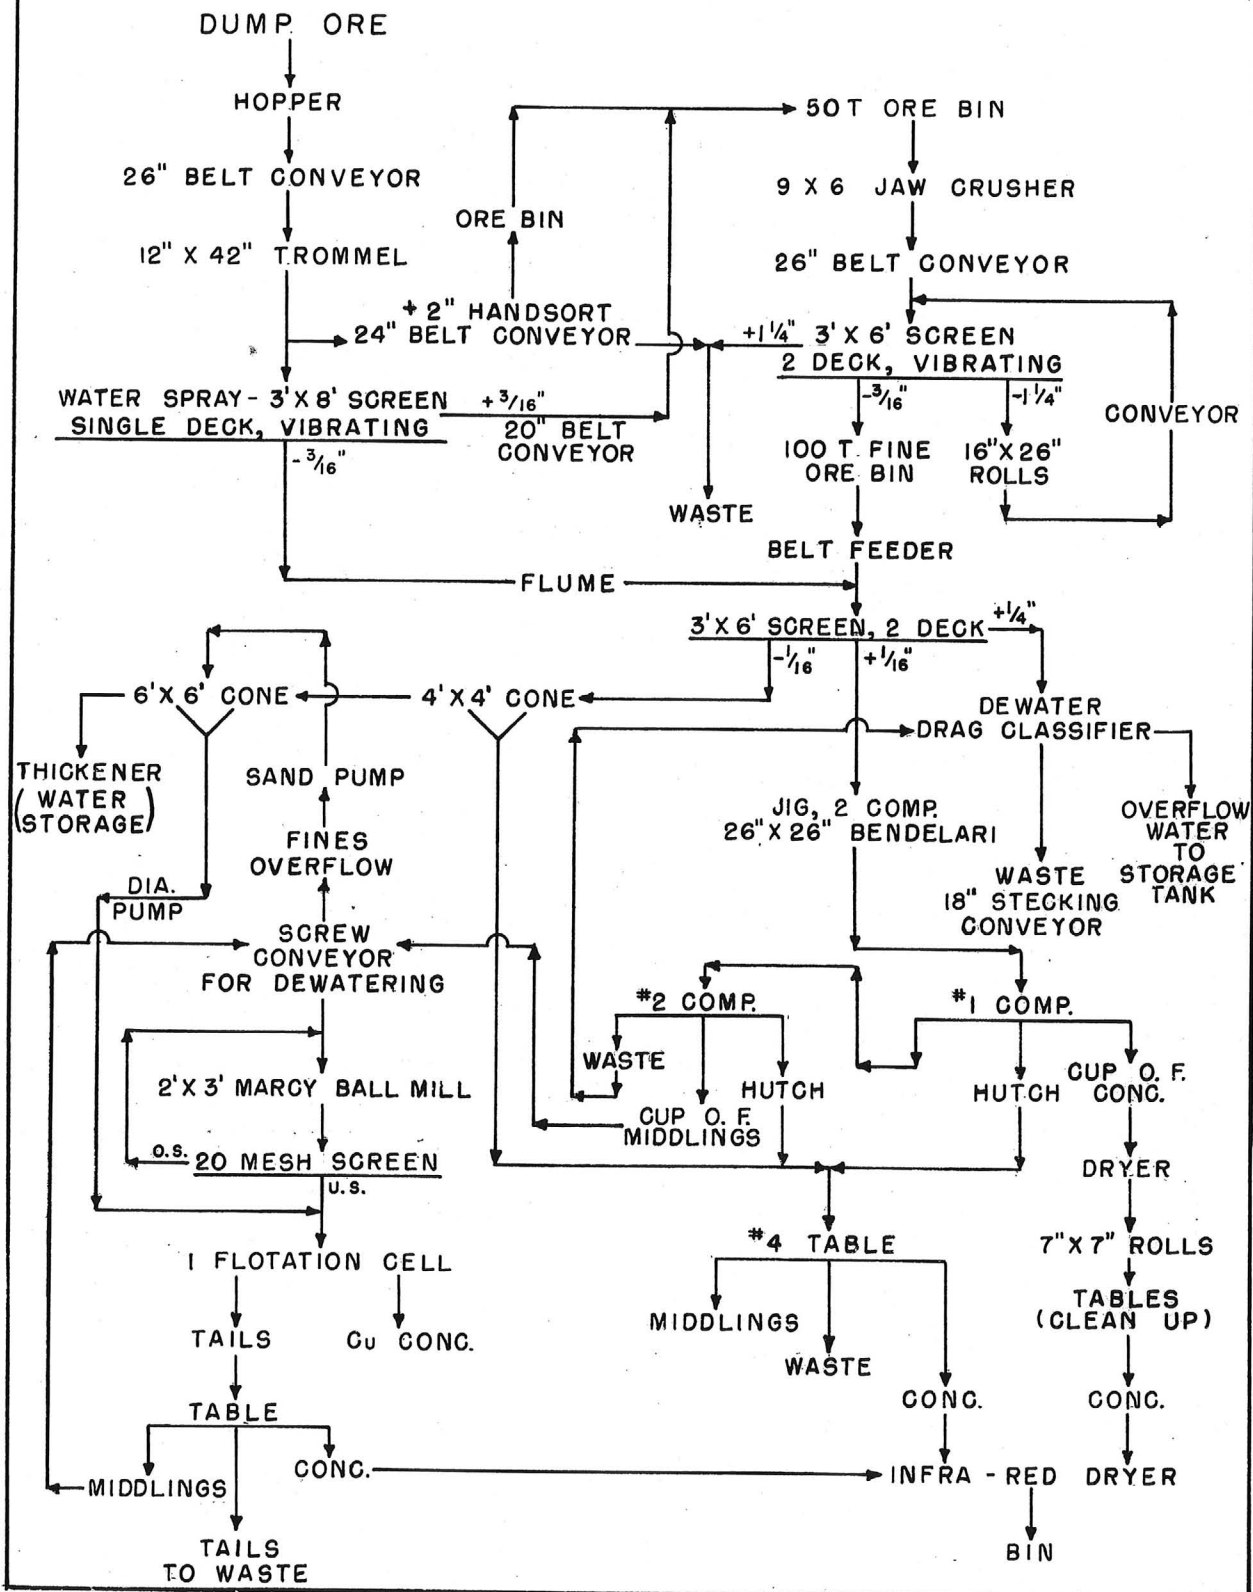 DUMP ORE
HOPPER
26" BELT CONVEYOR
12" X 42" TROMMEL
ORE BIN
+ 2" HANDSORT
24" BELT CONVEYOR
WATER SPRAY - 3' X 8' SCREEN
SINGLE DECK, VIBRATING
- 3/16"
+ 3/16"
20" BELT
CONVEYOR
50T ORE BIN
9 X 6 JAW CRUSHER
26" BELT CONVEYOR
+1 1/4"
3' X 6' SCREEN
2 DECK, VIBRATING
-3/16"
-1 1/4"
CONVEYOR
100 T. FINE
ORE BIN
16" X 26"
ROLLS
WASTE
BELT FEEDER
FLUME
3' X 6' SCREEN, 2 DECK
+1/4"
-1/16"
+1/16"
6' X 6' CONE
4' X 4' CONE
DEWATER
DRAG CLASSIFIER
THICKENER
(WATER
STORAGE)
SAND PUMP
FINES
OVERFLOW
JIG, 2 COMP.
26" X 26" BENDELARI
OVERFLOW
WATER
TO
STORAGE
TANK
WASTE
18" STECKING
CONVEYOR
DIA.
PUMP
SCREW
CONVEYOR
FOR DEWATERING
#2 COMP.
#1 COMP.
WASTE
HUTCH
CUP O. F.
MIDDLINGS
HUTCH
CUP O. F.
CONC.
2' X 3' MARCY BALL MILL
O.S.
20 MESH SCREEN
U.S.
DRYER
1 FLOTATION CELL
#4 TABLE
7" X 7" ROLLS
TABLES
(CLEAN UP)
TAILS
Cu CONC.
MIDDLINGS
WASTE
CONC.
CONC.
TABLE
MIDDLINGS
CONC.
INFRA - RED DRYER
TAILS
TO WASTE
BIN